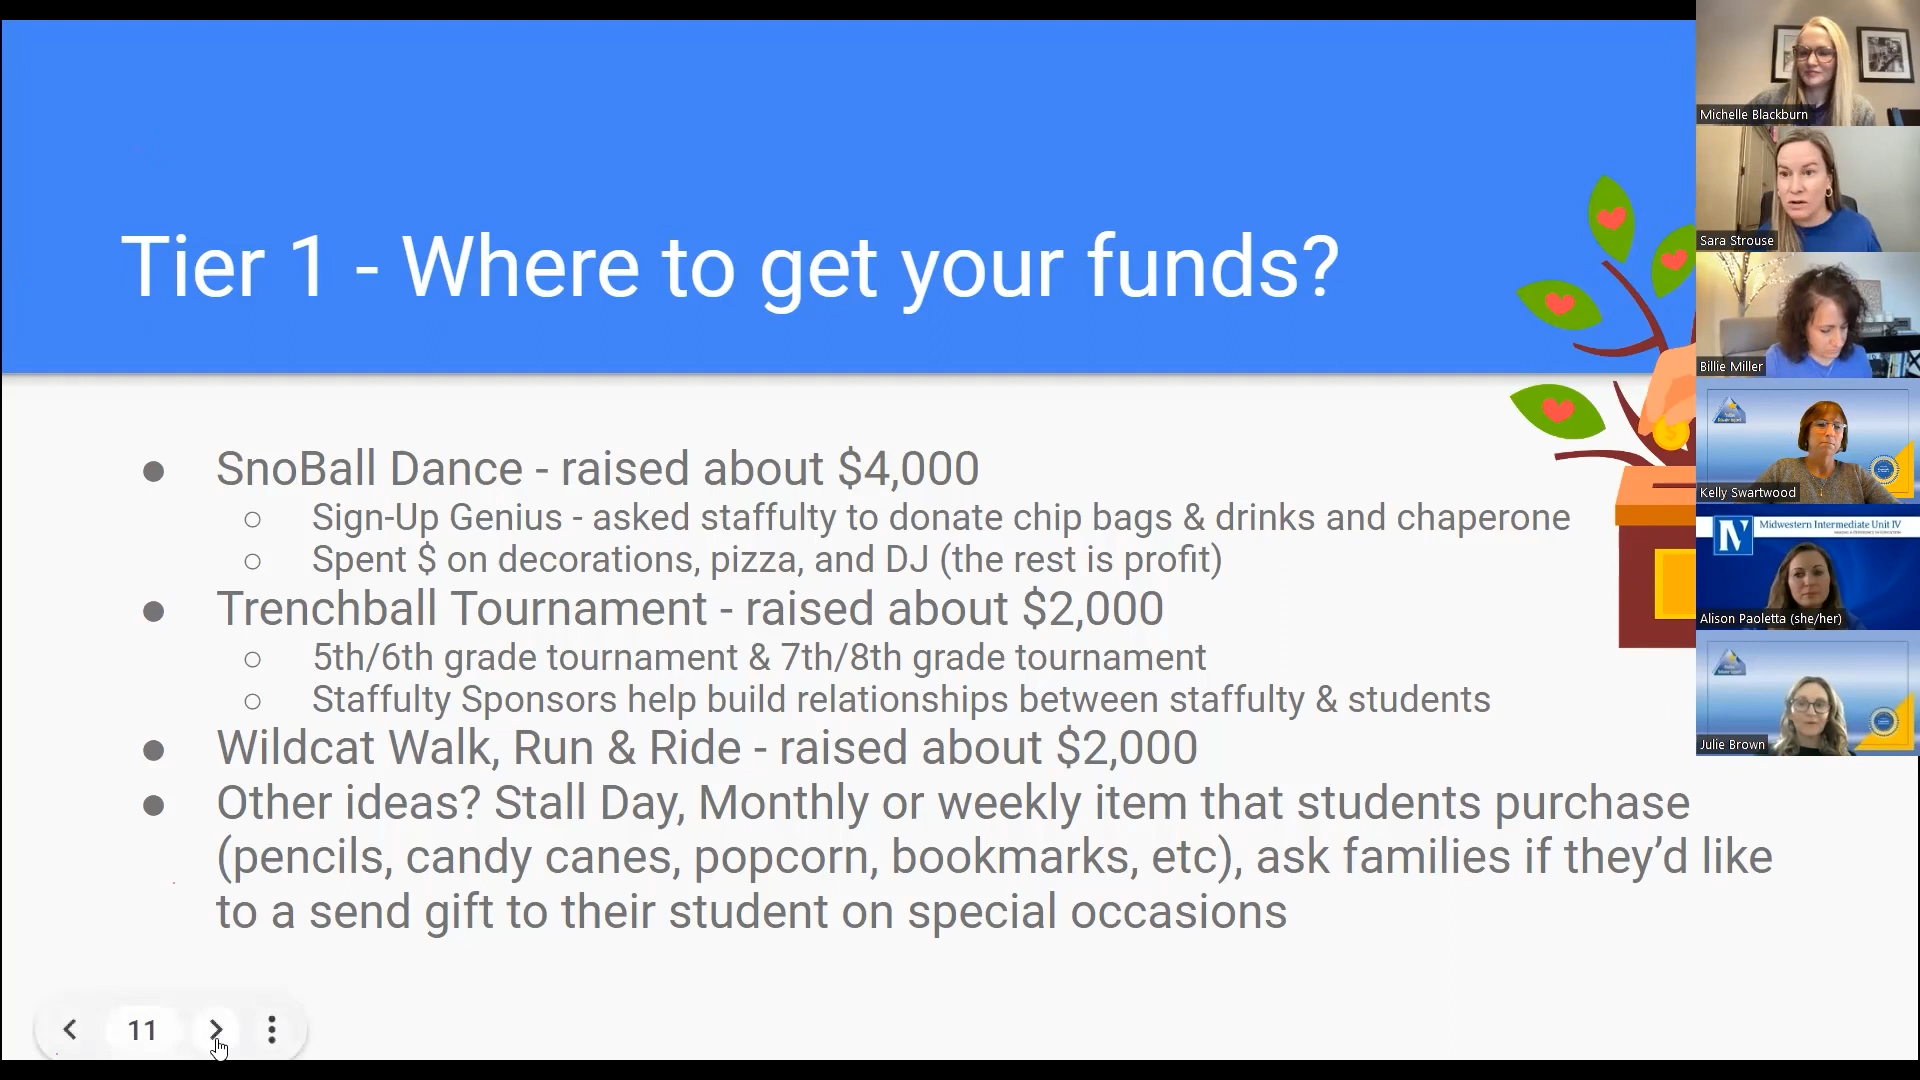 Tier 1 - Where to get your funds?
● SnoBall Dance - raised about $4,000
○ Sign-Up Genius - asked staffulty to donate chip bags & drinks and chaperone
○ Spent $ on decorations, pizza, and DJ (the rest is profit)
● Trenchball Tournament - raised about $2,000
○ 5th/6th grade tournament & 7th/8th grade tournament
○ Staffulty Sponsors help build relationships between staffulty & students
● Wildcat Walk, Run & Ride - raised about $2,000
● Other ideas? Stall Day, Monthly or weekly item that students purchase
(pencils, candy canes, popcorn, bookmarks, etc), ask families if they’d like
to a send gift to their student on special occasions
11
Michelle Blackburn
Sara Strouse
Billie Miller
Kelly Swartwood
IV
Midwestern Intermediate Unit IV
Alison Paoletta (she/her)
Julie Brown